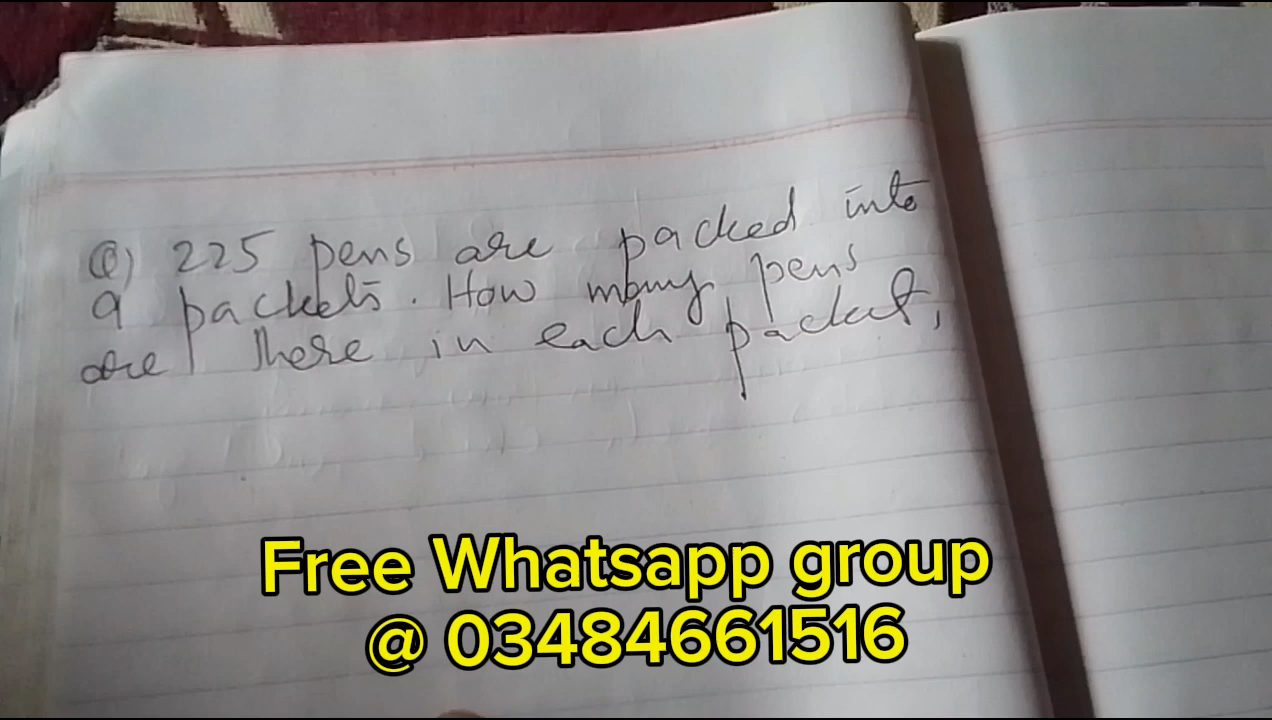 Q) 225 pens are packed into
9 packets. How many pens
are there in each packet,
Free Whatsapp group
@ 03484661516